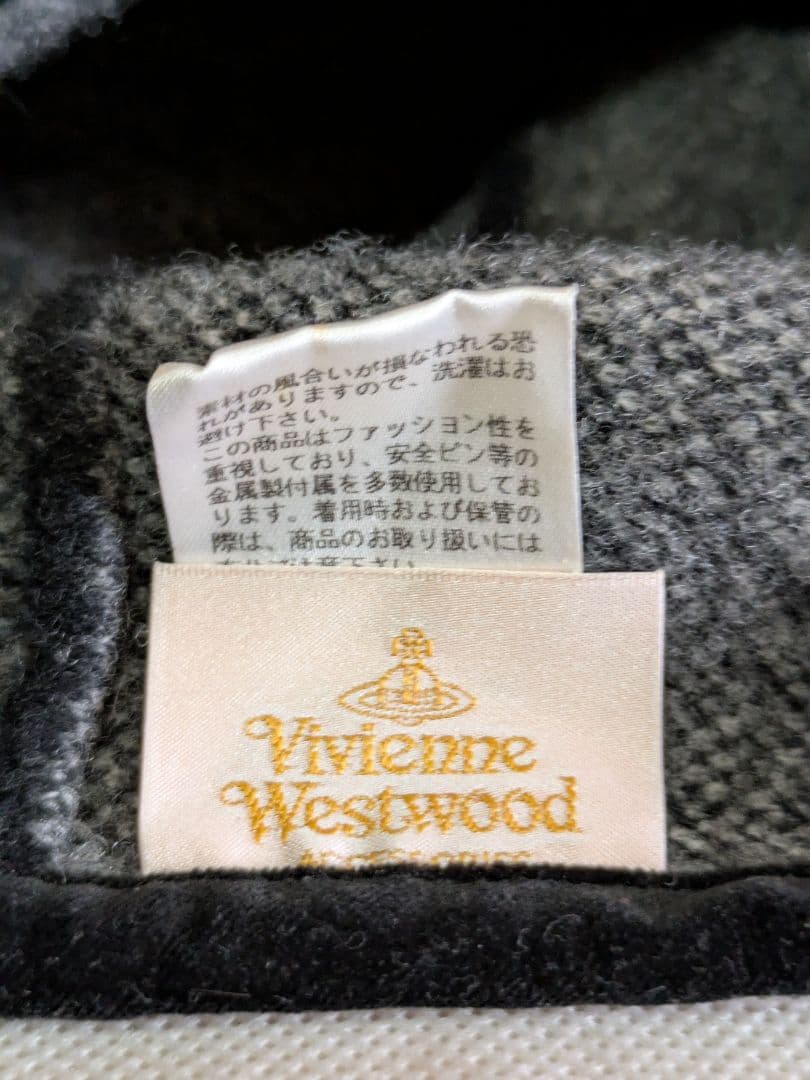 素材の風合いが損なわれる恐
れがありますので、洗濯はお
避け下さい。
この商品はファッション性を
重視しており、安全ピン等の
金属製付属を多数使用してお
ります。着用時および保管の
際は、商品のお取り扱いには
Vivienne
Westwood
ACCESSORIES